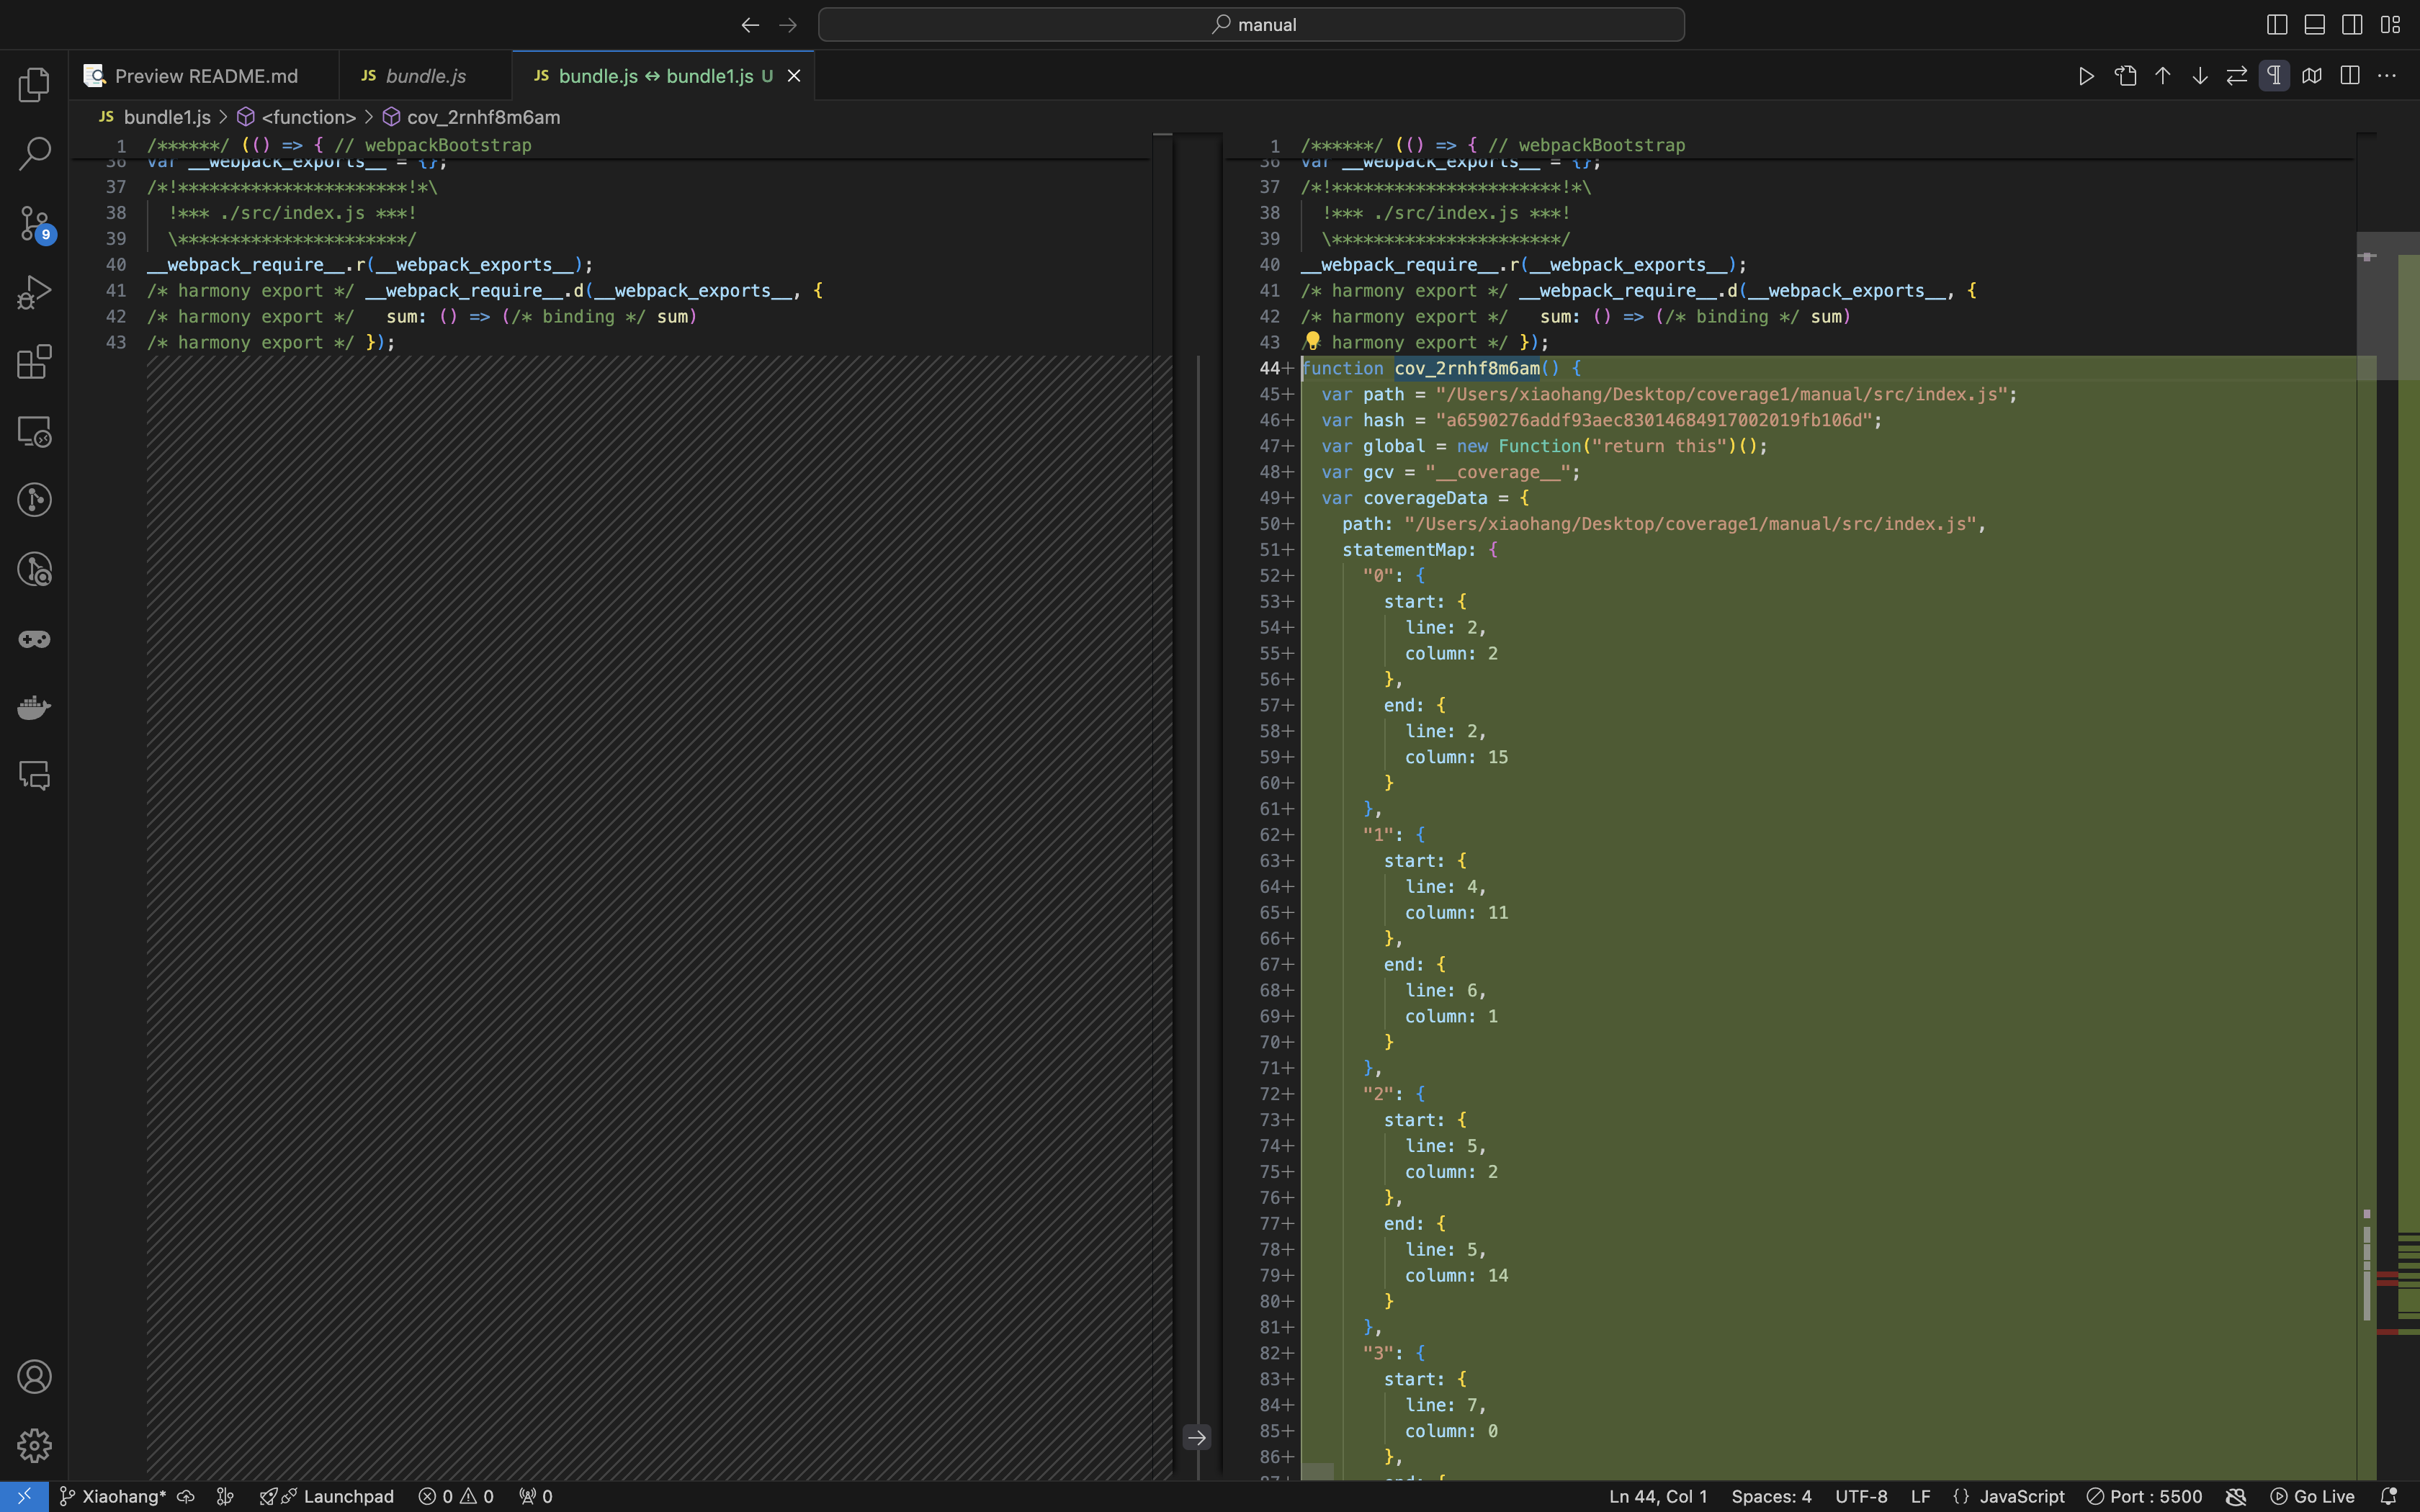 manual
Preview README.md
JS bundle.js
JS bundle.js ↔ bundle1.js U
JS bundle1.js > <function> > cov_2rnhf8m6am
9
1 /******/ (() => { // webpackBootstrap
36 var __webpack_exports__ = {};
37 /*!**********************!*\
38   !*** ./src/index.js ***!
39   \**********************/
40 __webpack_require__.r(__webpack_exports__);
41 /* harmony export */ __webpack_require__.d(__webpack_exports__, {
42 /* harmony export */   sum: () => (/* binding */ sum)
43 /* harmony export */ });
1 /******/ (() => { // webpackBootstrap
36 var __webpack_exports__ = {};
37 /*!**********************!*\
38   !*** ./src/index.js ***!
39   \**********************/
40 __webpack_require__.r(__webpack_exports__);
41 /* harmony export */ __webpack_require__.d(__webpack_exports__, {
42 /* harmony export */   sum: () => (/* binding */ sum)
43 /* harmony export */ });
44+ function cov_2rnhf8m6am() {
45+   var path = "/Users/xiaohang/Desktop/coverage1/manual/src/index.js";
46+   var hash = "a6590276addf93aec83014684917002019fb106d";
47+   var global = new Function("return this")();
48+   var gcv = "__coverage__";
49+   var coverageData = {
50+     path: "/Users/xiaohang/Desktop/coverage1/manual/src/index.js",
51+     statementMap: {
52+       "0": {
53+         start: {
54+           line: 2,
55+           column: 2
56+         },
57+         end: {
58+           line: 2,
59+           column: 15
60+         }
61+       },
62+       "1": {
63+         start: {
64+           line: 4,
65+           column: 11
66+         },
67+         end: {
68+           line: 6,
69+           column: 1
70+         }
71+       },
72+       "2": {
73+         start: {
74+           line: 5,
75+           column: 2
76+         },
77+         end: {
78+           line: 5,
79+           column: 14
80+         }
81+       },
82+       "3": {
83+         start: {
84+           line: 7,
85+           column: 0
86+         },
87+         end: {
Xiaohang* Launchpad 0 0 0 Ln 44, Col 1 Spaces: 4 UTF-8 LF {} JavaScript Port : 5500 Go Live